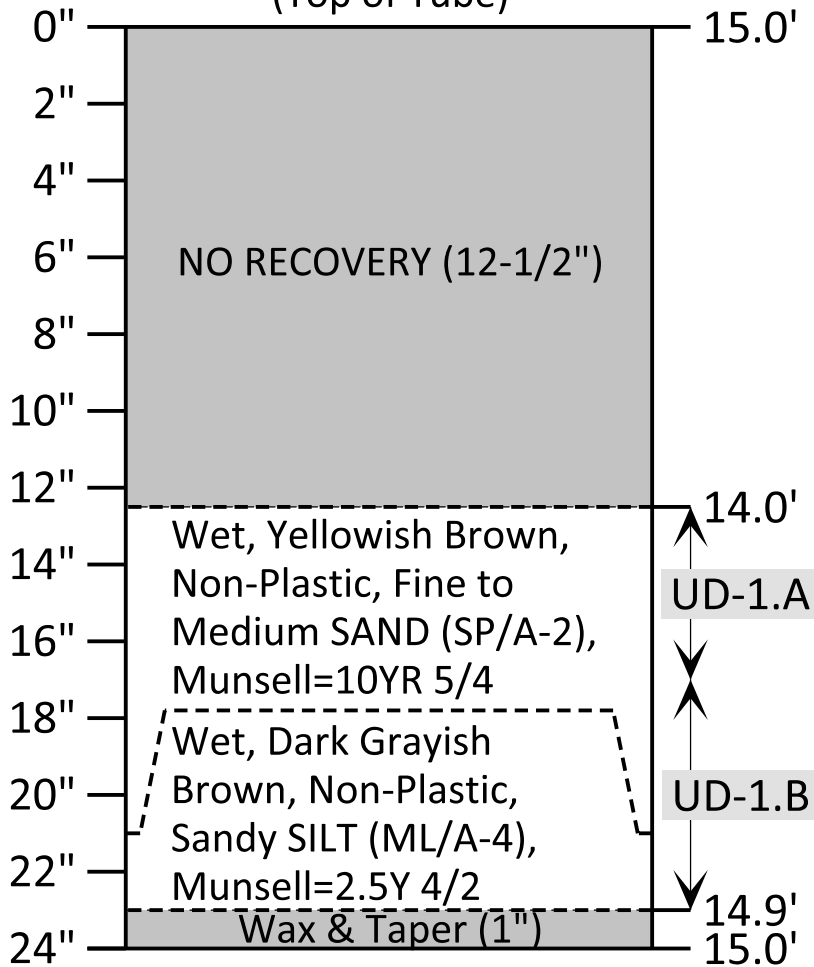 (Top of Tube)
0"
15.0'
2"
4"
6"
NO RECOVERY (12-1/2")
8"
10"
12"
14.0'
Wet, Yellowish Brown,
Non-Plastic, Fine to
Medium SAND (SP/A-2),
Munsell=10YR 5/4
14"
UD-1.A
16"
18"
Wet, Dark Grayish
Brown, Non-Plastic,
Sandy SILT (ML/A-4),
Munsell=2.5Y 4/2
20"
UD-1.B
22"
14.9'
Wax & Taper (1")
24"
15.0'